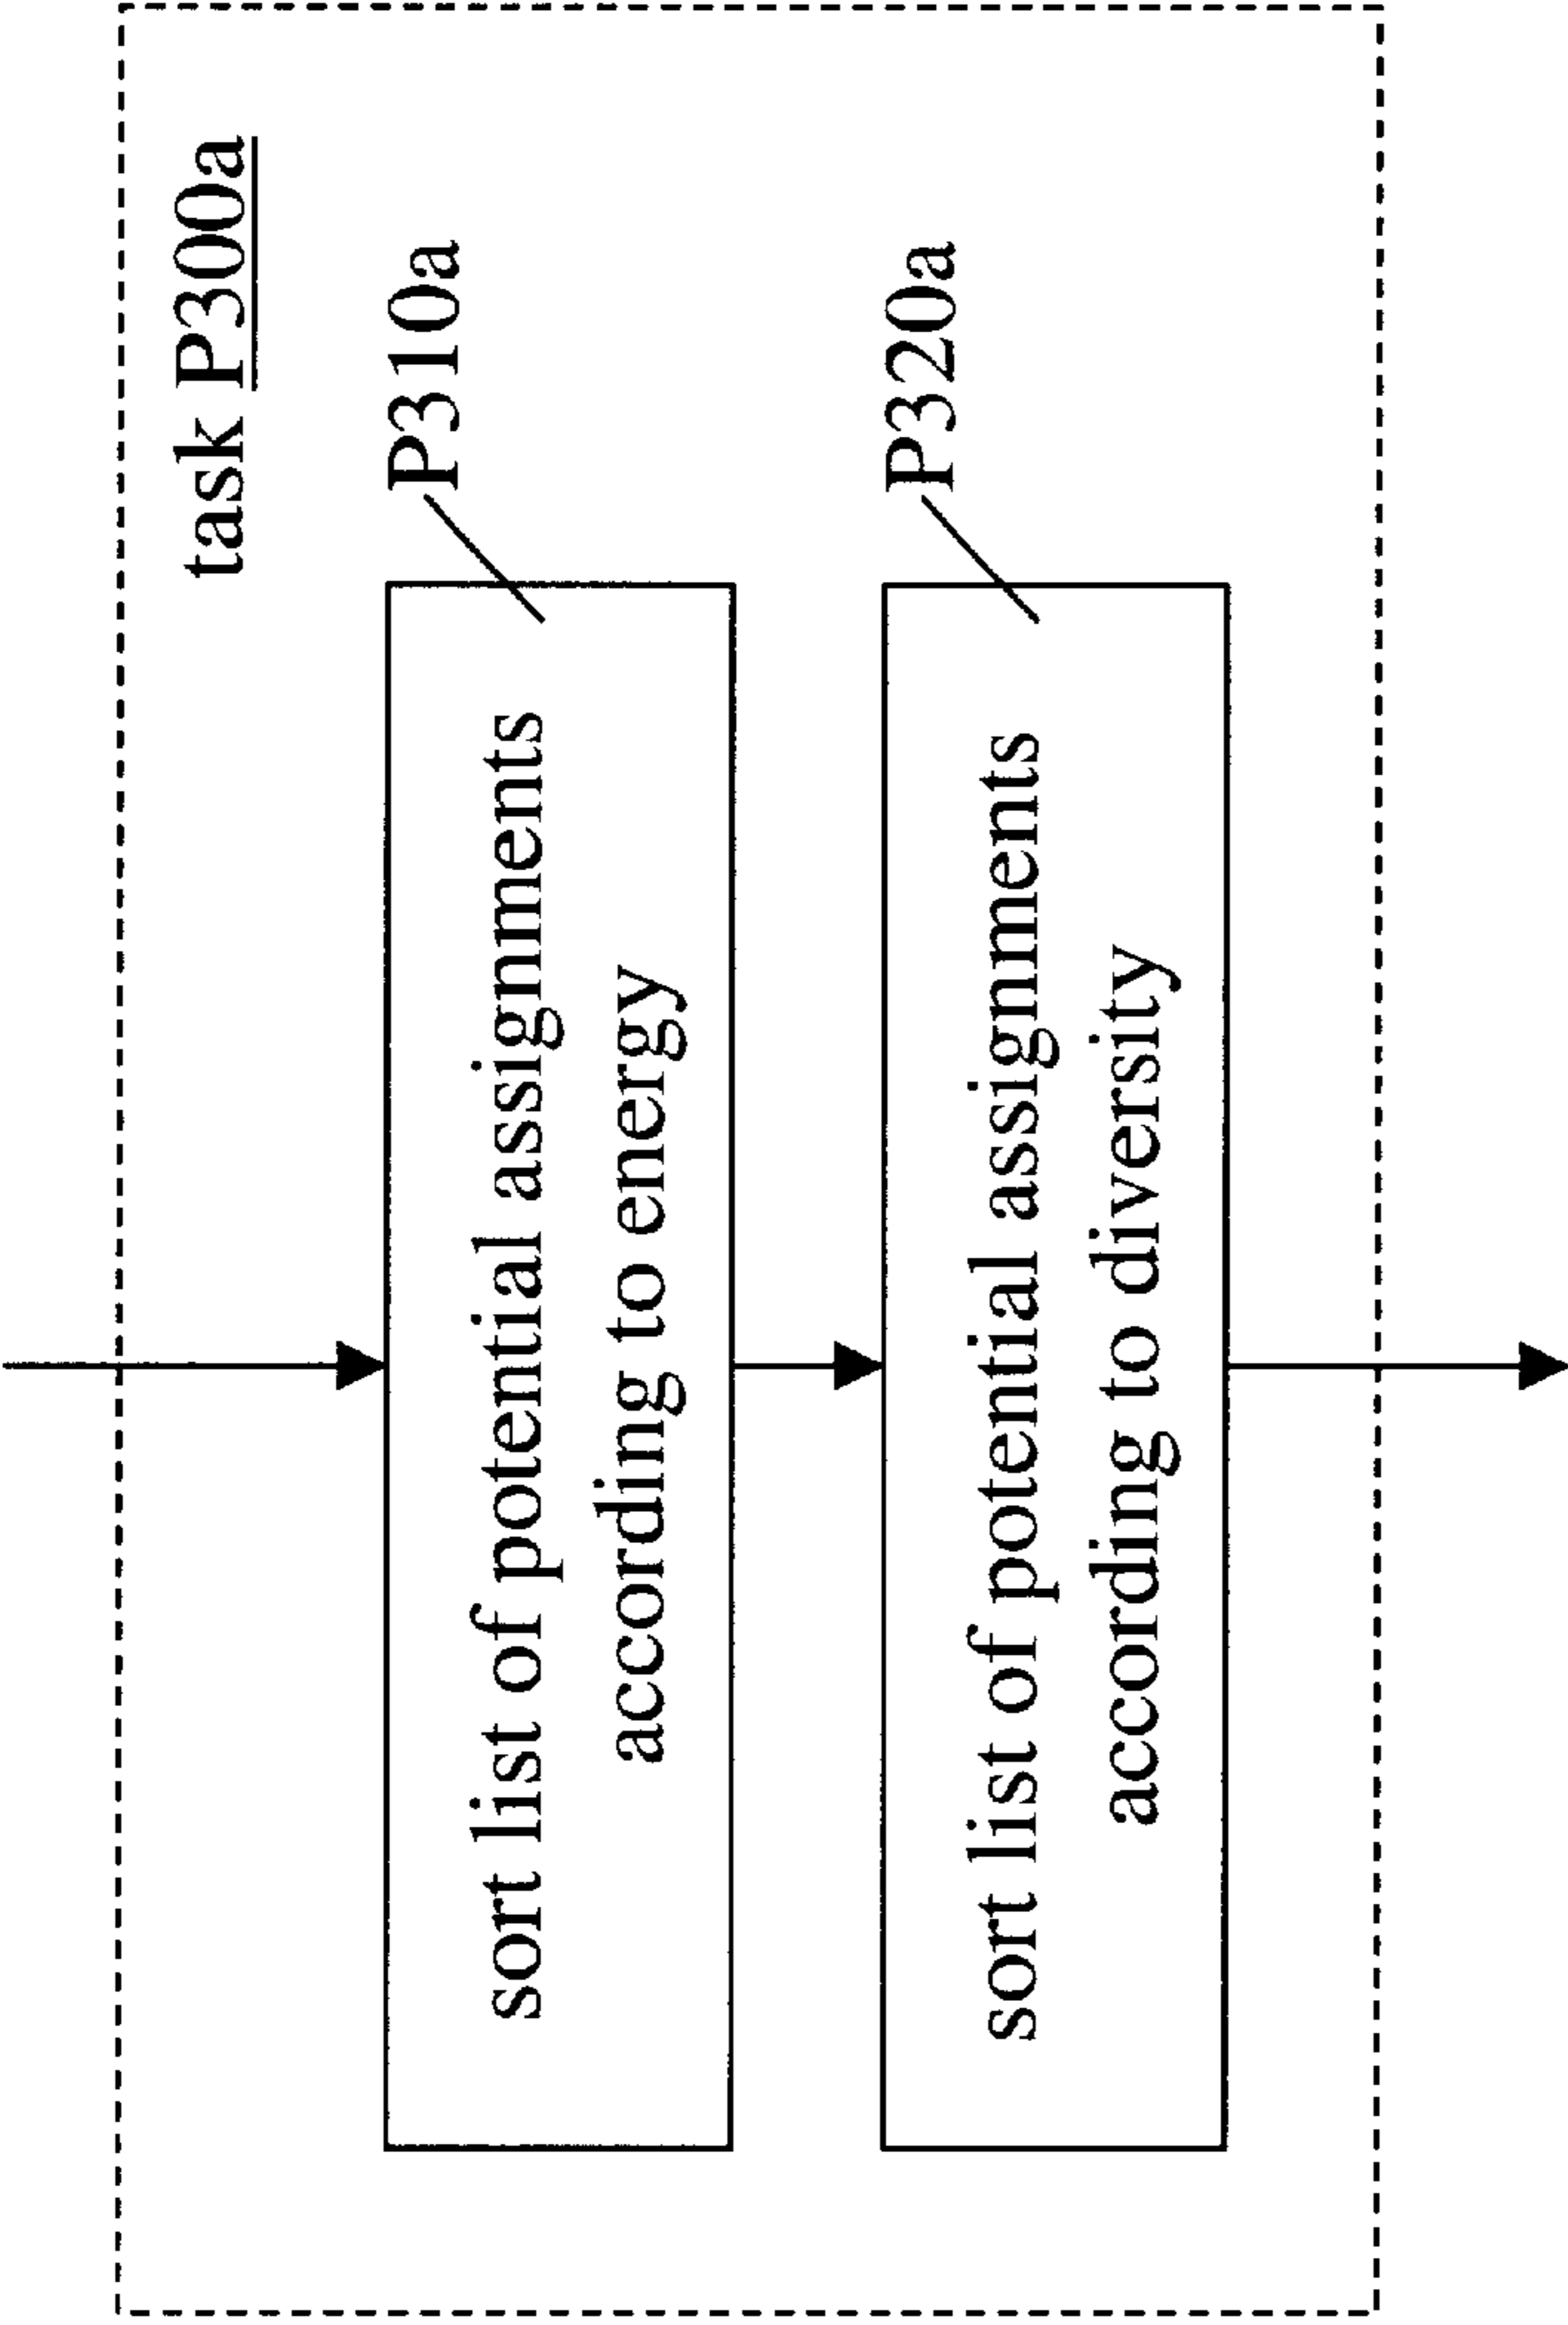 task P300a
P310a
sort list of potential assignments
according to energy
P320a
sort list of potential assignments
according to diversity